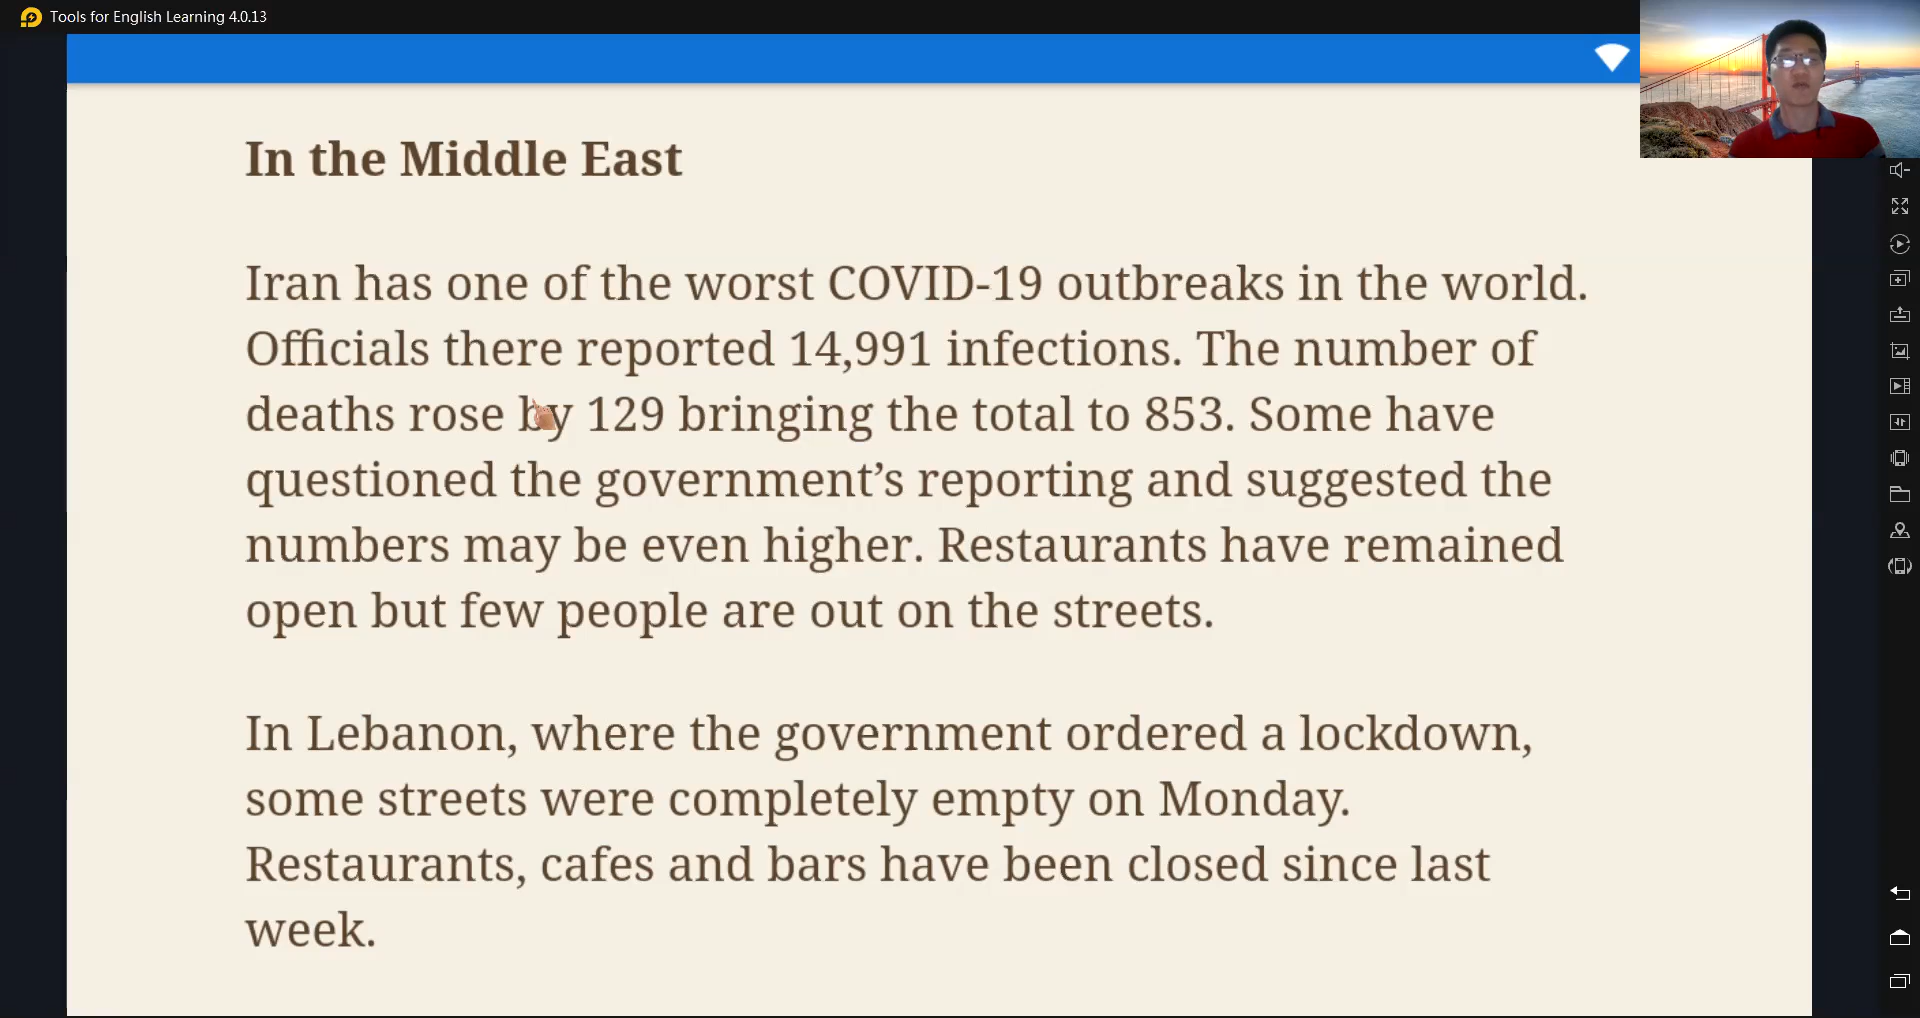 Tools for English Learning 4.0.13
In the Middle East
Iran has one of the worst COVID-19 outbreaks in the world.
Officials there reported 14,991 infections. The number of
deaths rose by 129 bringing the total to 853. Some have
questioned the government’s reporting and suggested the
numbers may be even higher. Restaurants have remained
open but few people are out on the streets.
In Lebanon, where the government ordered a lockdown,
some streets were completely empty on Monday.
Restaurants, cafes and bars have been closed since last
week.